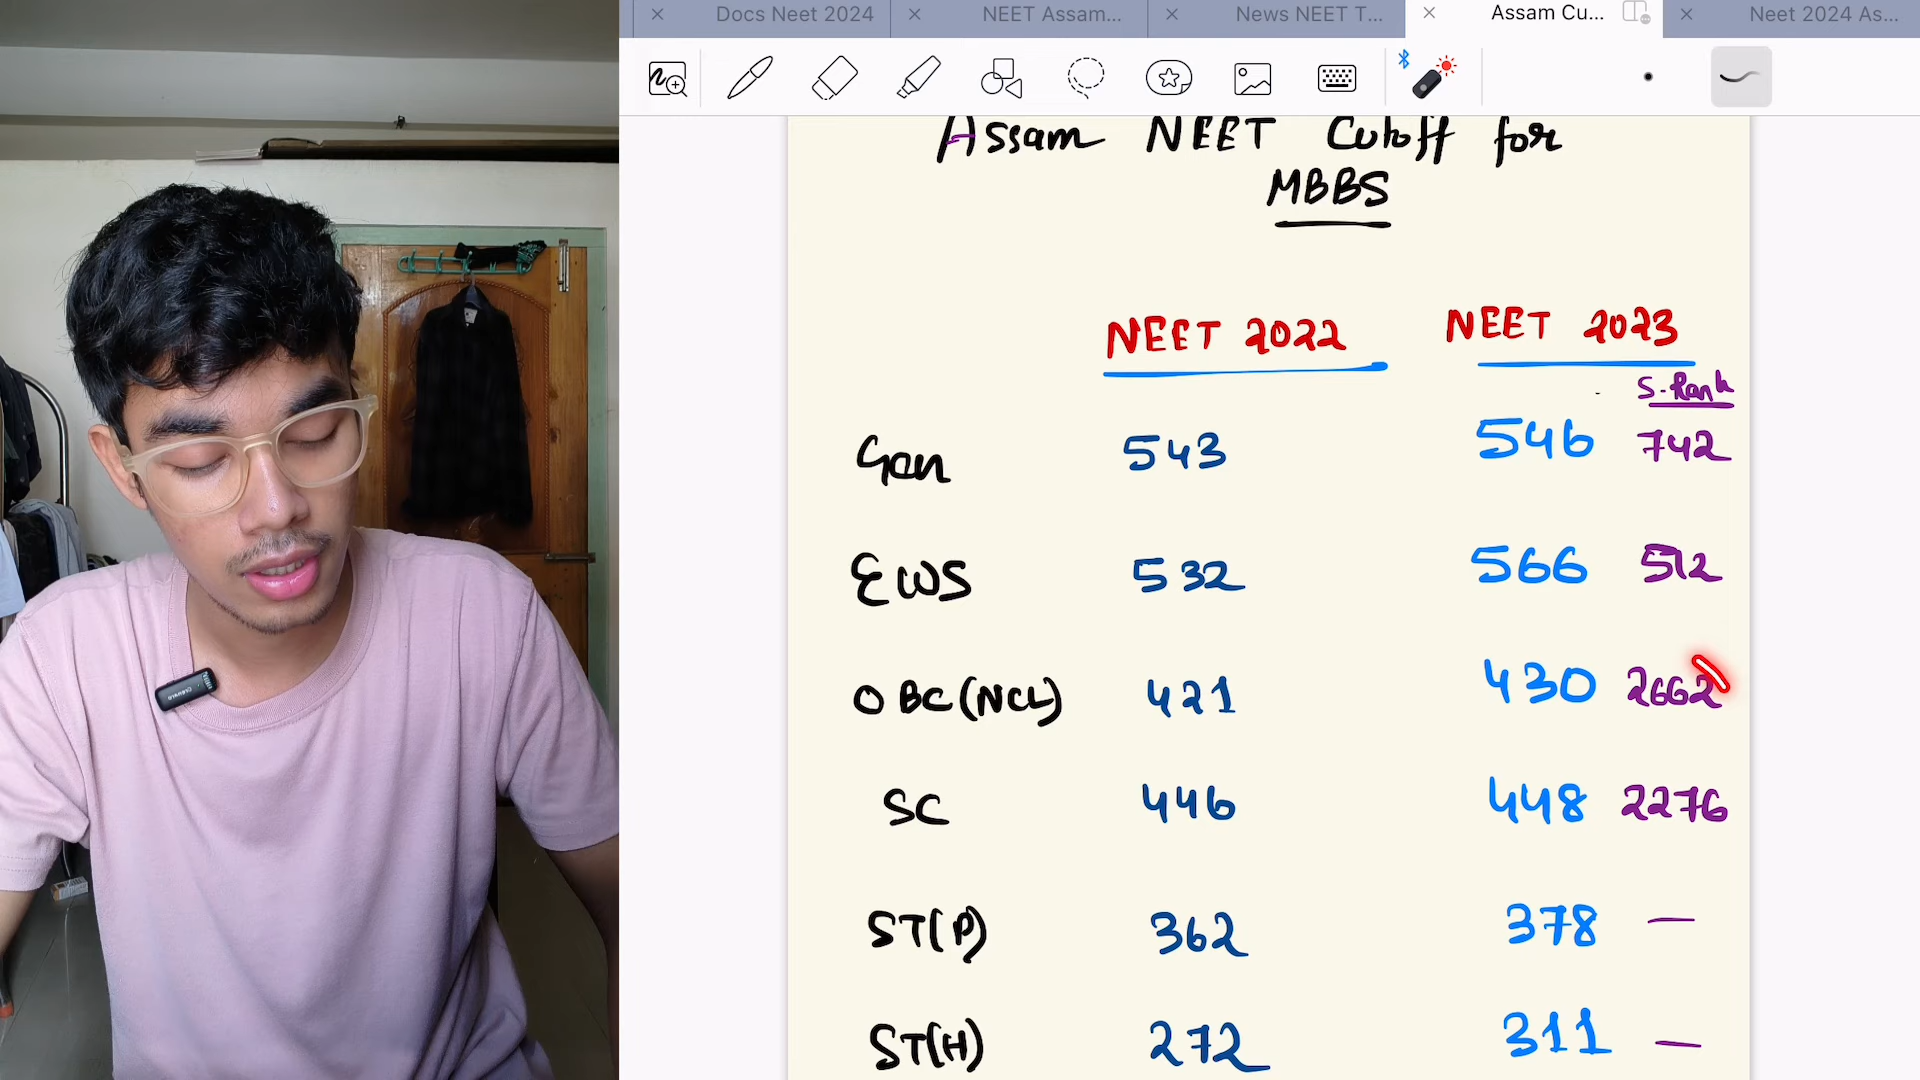 Docs Neet 2024
NEET Assam...
News NEET T...
Assam Cu...
Neet 2024 As...
Assam NEET Cutoff for
MBBS
NEET 2022 NEET 2023
S-Rank
Gen 543 546 742
EWS 532 566 512
OBC(NCL) 421 430 2662
SC 446 448 2276
ST(P) 362 378 —
ST(H) 272 311 —